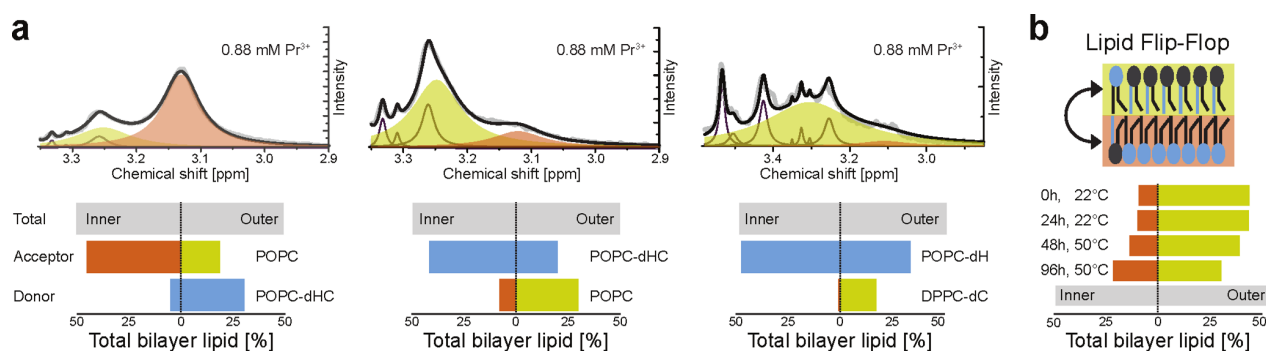 a
0.88 mM Pr³⁺
Intensity
3.3 3.2 3.1 3.0 2.9
Chemical shift [ppm]
0.88 mM Pr³⁺
Intensity
3.3 3.2 3.1 3.0 2.9
Chemical shift [ppm]
0.88 mM Pr³⁺
Intensity
3.4 3.2 3.0
Chemical shift [ppm]
Total Inner Outer
Acceptor POPC
Donor POPC-dHC
50 25 0 25 50
Total bilayer lipid [%]
Inner Outer
POPC-dHC
POPC
50 25 0 25 50
Total bilayer lipid [%]
Inner Outer
POPC-dH
DPPC-dC
50 25 0 25 50
Total bilayer lipid [%]
b
Lipid Flip-Flop
0h, 22°C
24h, 22°C
48h, 50°C
96h, 50°C
Inner Outer
50 25 0 25 50
Total bilayer lipid [%]